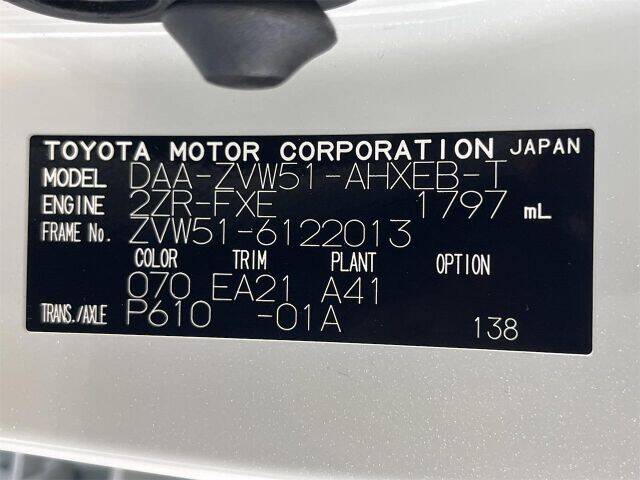 TOYOTA MOTOR CORPORATION JAPAN
MODEL DAA-ZVW51-AHXEB-T
ENGINE 2ZR-FXE 1797 mL
FRAME No. ZVW51-6122013
COLOR TRIM PLANT OPTION
070 EA21 A41
TRANS./AXLE P610 -01A
138